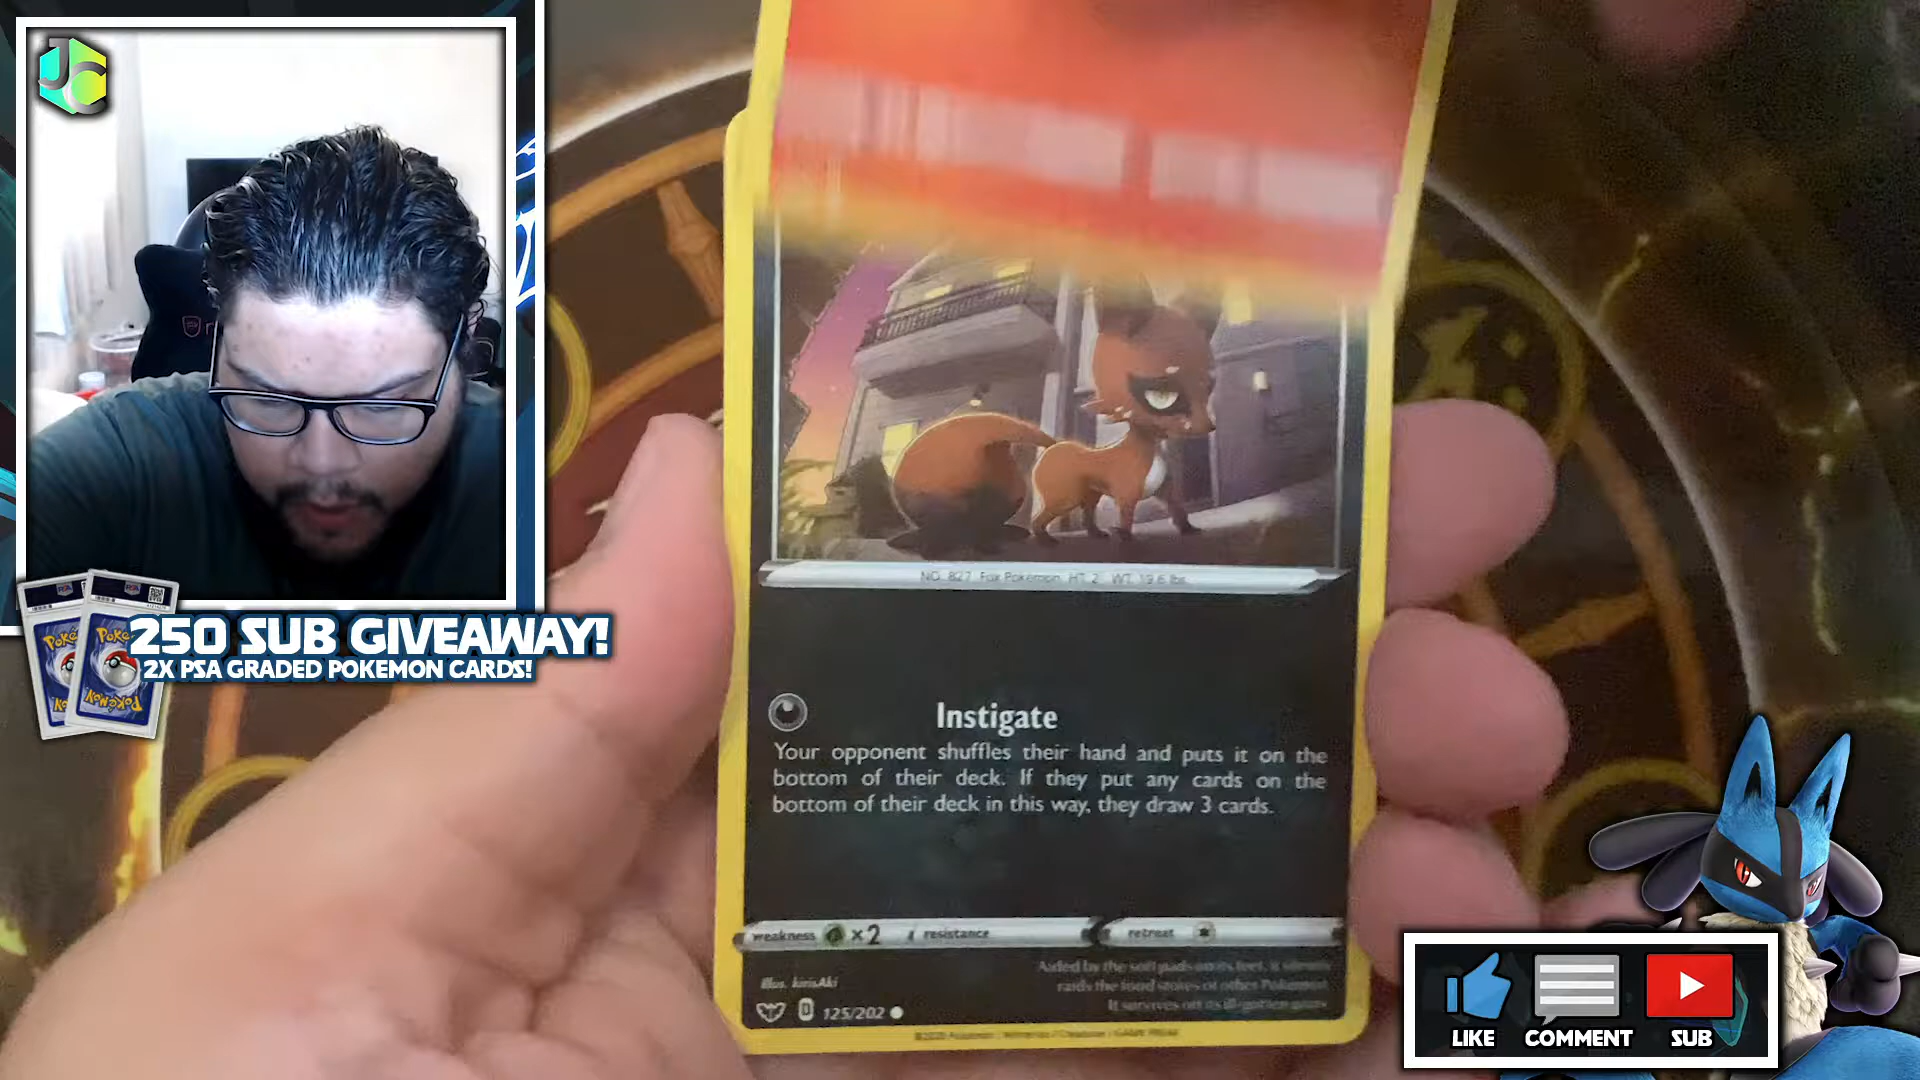 JC
250 SUB GIVEAWAY!
2X PSA GRADED POKEMON CARDS!
NO. 827 Fox Pokémon HT 2 WT 19.6 lbs.
Instigate
Your opponent shuffles their hand and puts it on the
bottom of their deck. If they put any cards on the
bottom of their deck in this way, they draw 3 cards.
weakness ×2 resistance retreat
Illus. kirisAki
D 125/202
LIKE COMMENT SUB